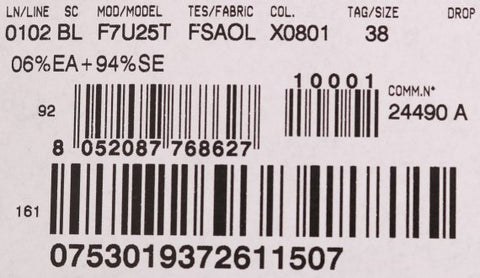 LN/LINE SC MOD/MODEL TES/FABRIC COL. TAG/SIZE DROP
0102 BL F7U25T FSAOL X0801 38
06%EA+94%SE
10001
COMM.N°
92
24490 A
8 052087 768627
161
0753019372611507